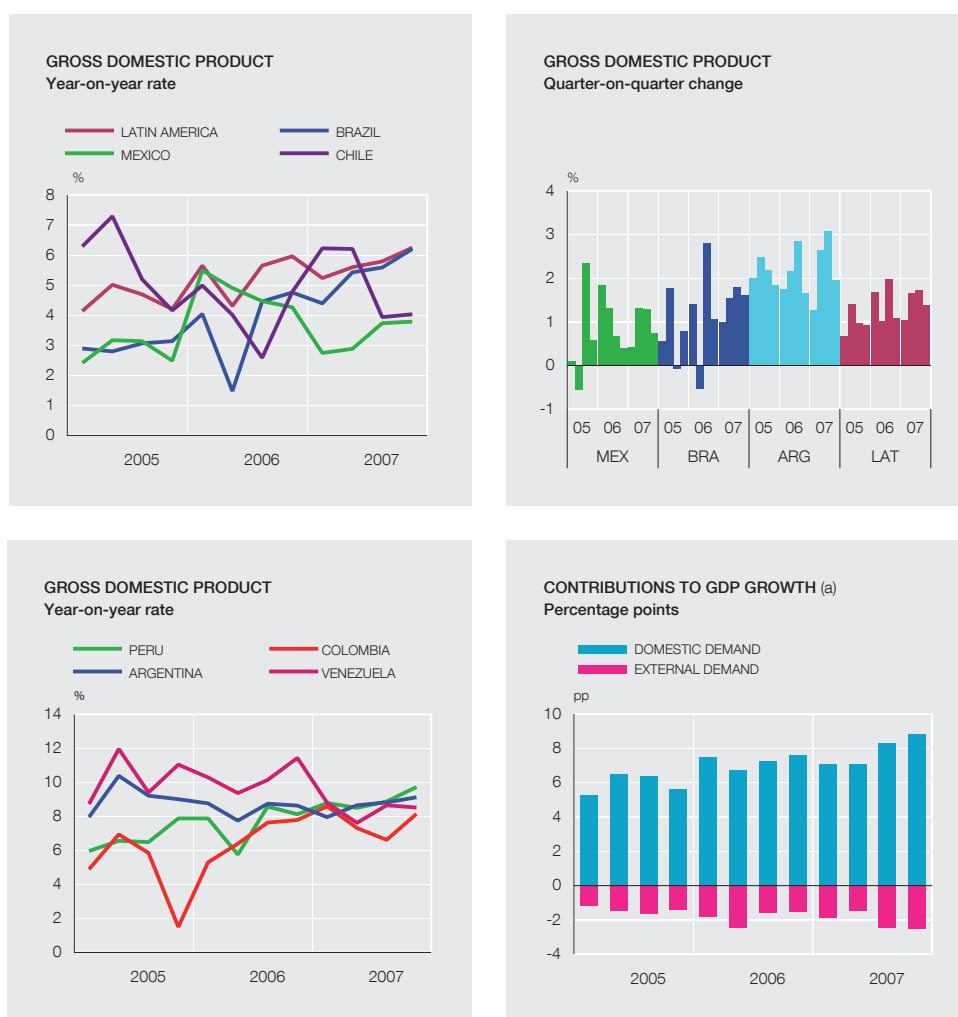 GROSS DOMESTIC PRODUCT
Year-on-year rate
LATIN AMERICA BRAZIL
MEXICO CHILE
%
8
7
6
5
4
3
2
1
0
2005 2006 2007
GROSS DOMESTIC PRODUCT
Quarter-on-quarter change
%
4
3
2
1
0
-1
05 06 07 05 06 07 05 06 07 05 06 07
MEX BRA ARG LAT
GROSS DOMESTIC PRODUCT
Year-on-year rate
PERU COLOMBIA
ARGENTINA VENEZUELA
%
14
12
10
8
6
4
2
0
2005 2006 2007
CONTRIBUTIONS TO GDP GROWTH (a)
Percentage points
DOMESTIC DEMAND
EXTERNAL DEMAND
pp
10
8
6
4
2
0
-2
-4
2005 2006 2007